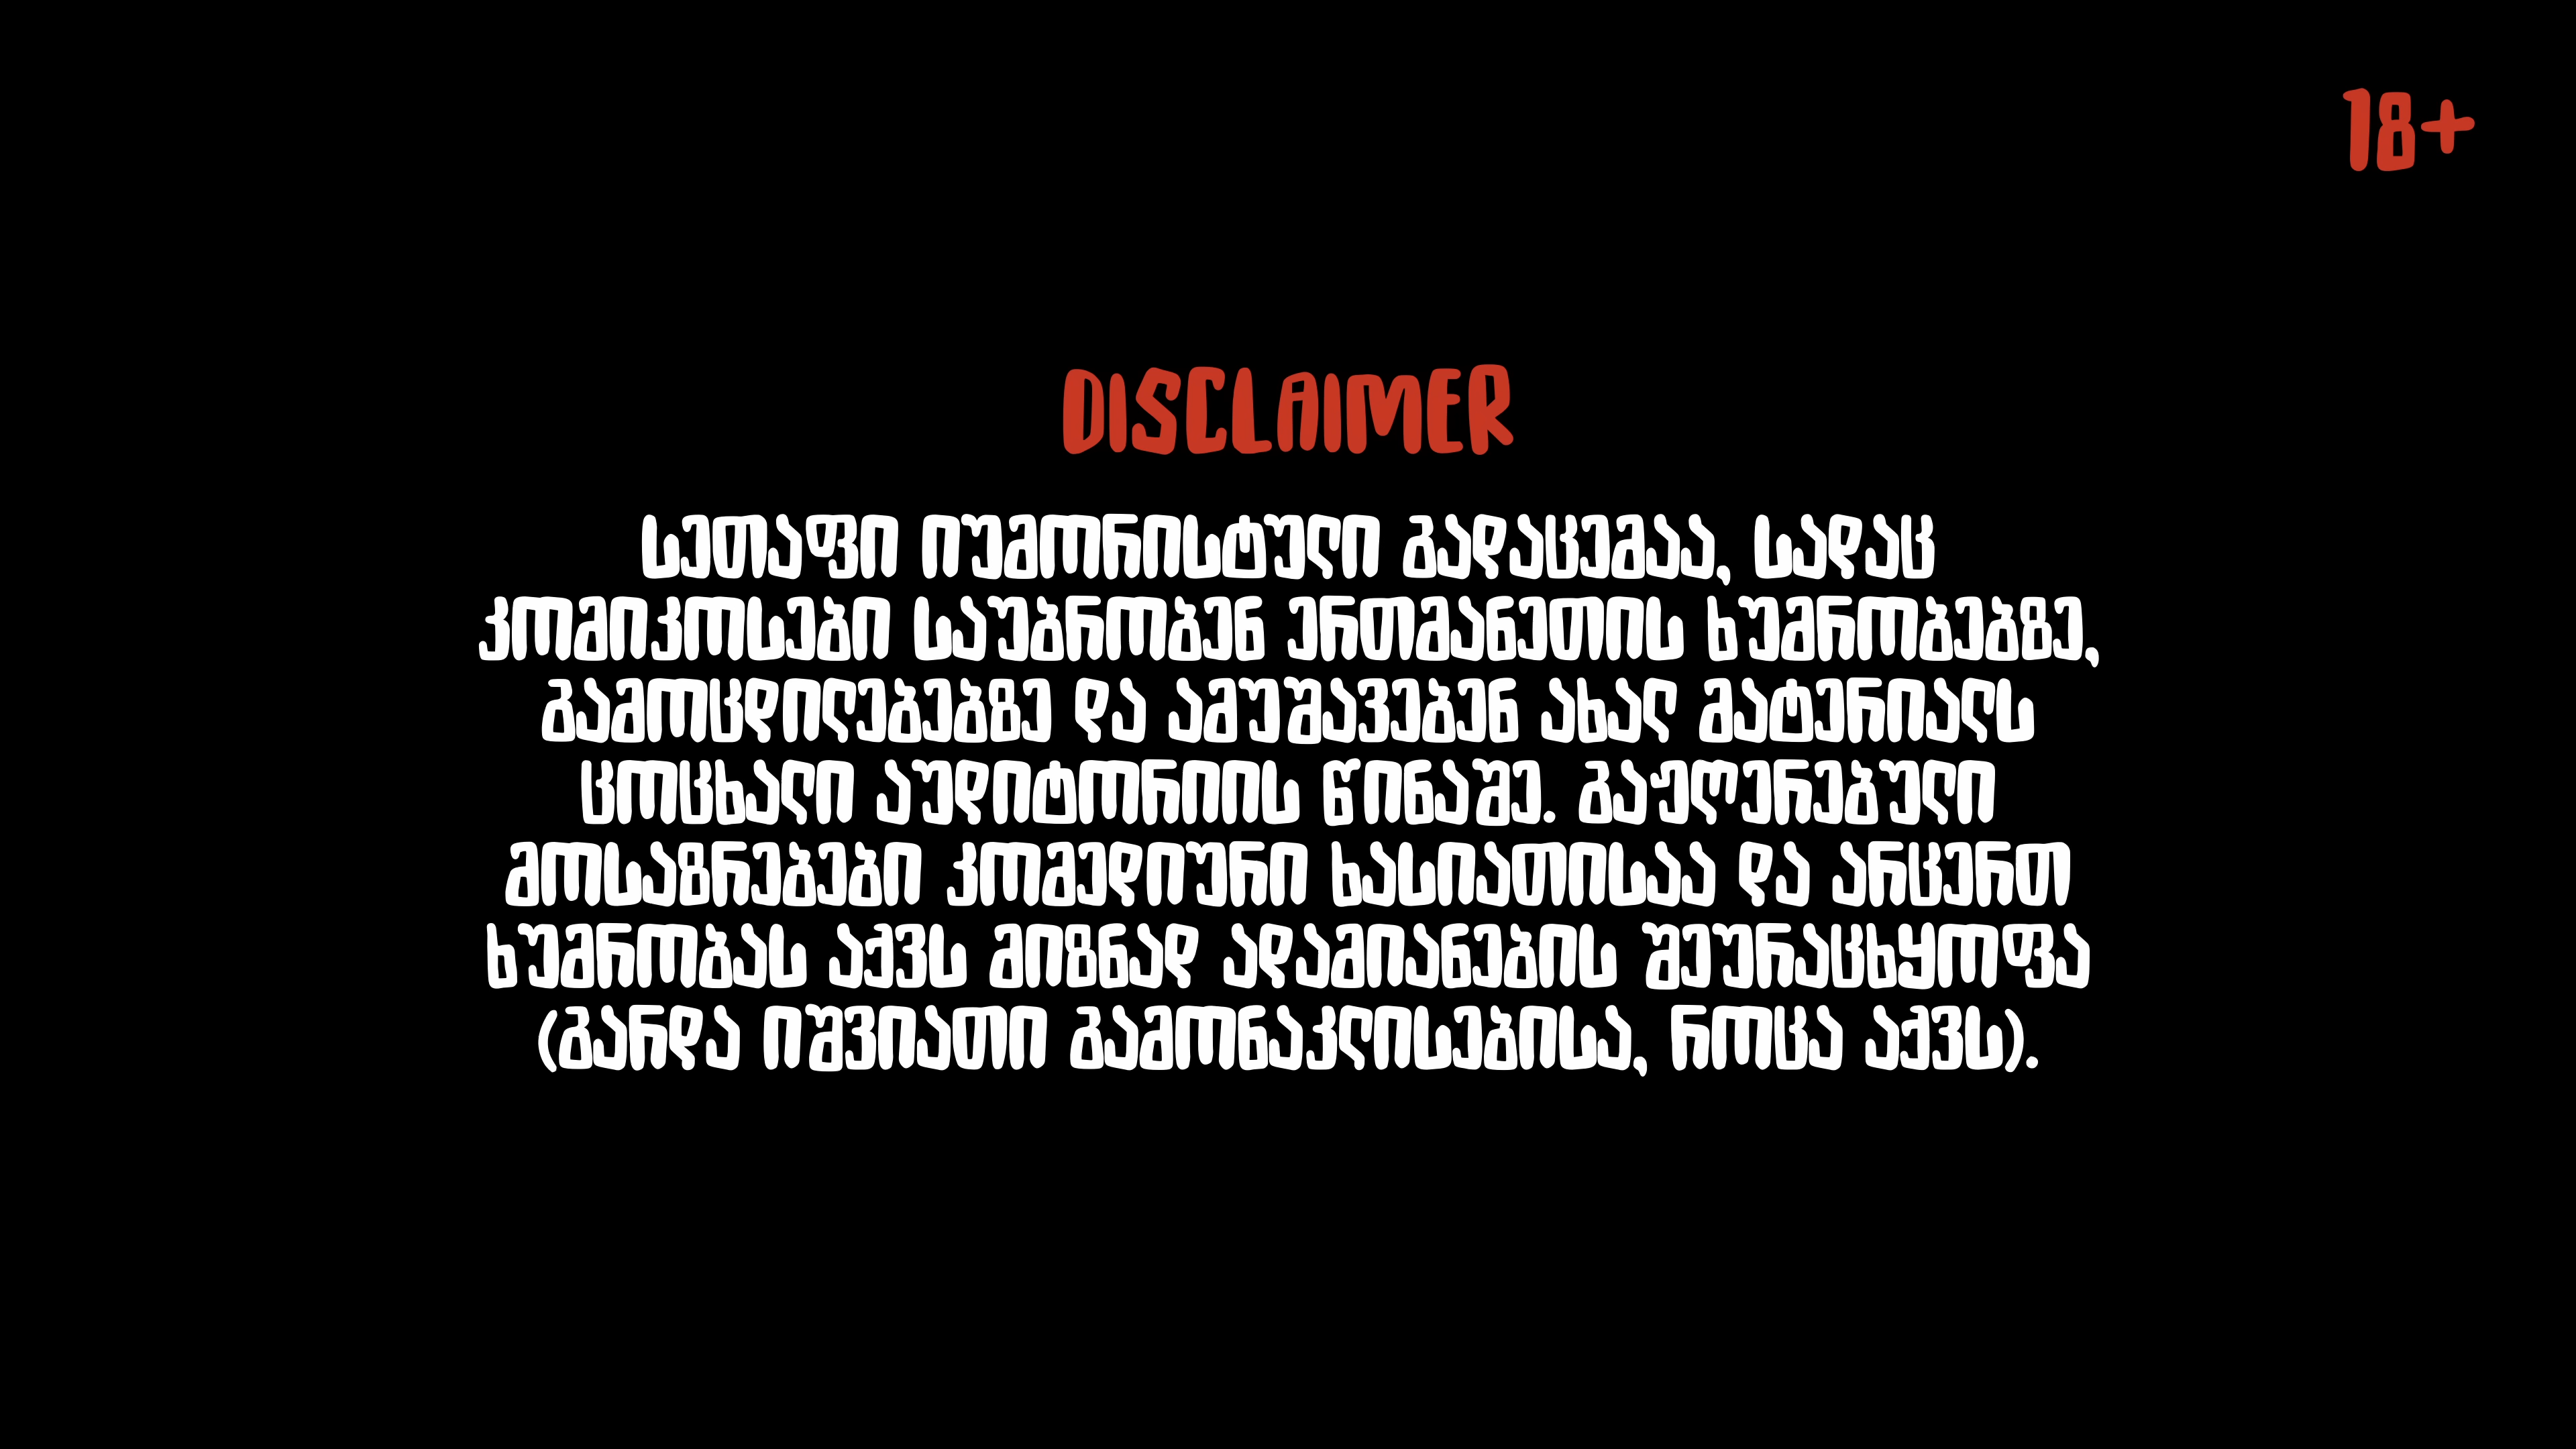 18+
DISCLAIMER
სეთაფი იუმორისტული გადაცემაა, სადაც
კომიკოსები საუბრობენ ერთმანეთის ხუმრობებზე,
გამოცდილებებზე და ამუშავებენ ახალ მატერიალს
ცოცხალი აუდიტორიის წინაშე. გაჟღერებული
მოსაზრებები კომედიური ხასიათისაა და არცერთ
ხუმრობას აქვს მიზნად ადამიანების შეურაცხყოფა
(გარდა იშვიათი გამონაკლისებისა, როცა აქვს).